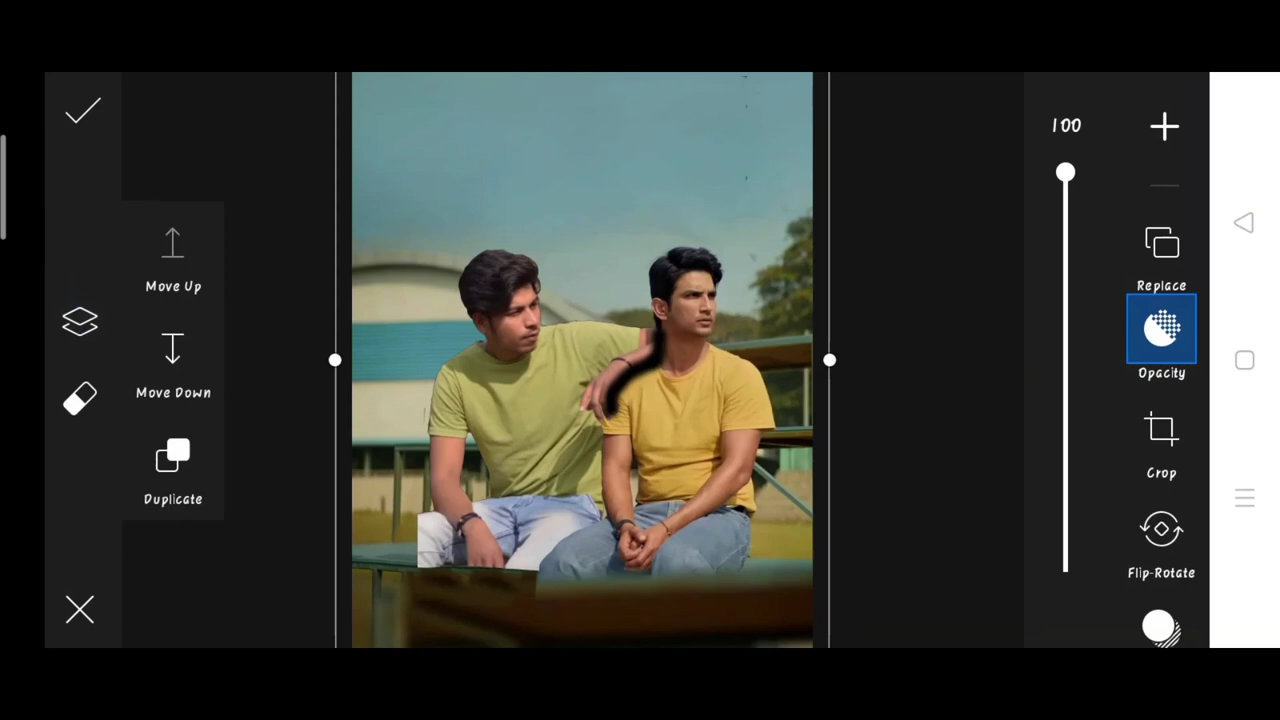 Move Up
Move Down
Duplicate
100
Replace
Opacity
Crop
Flip-Rotate